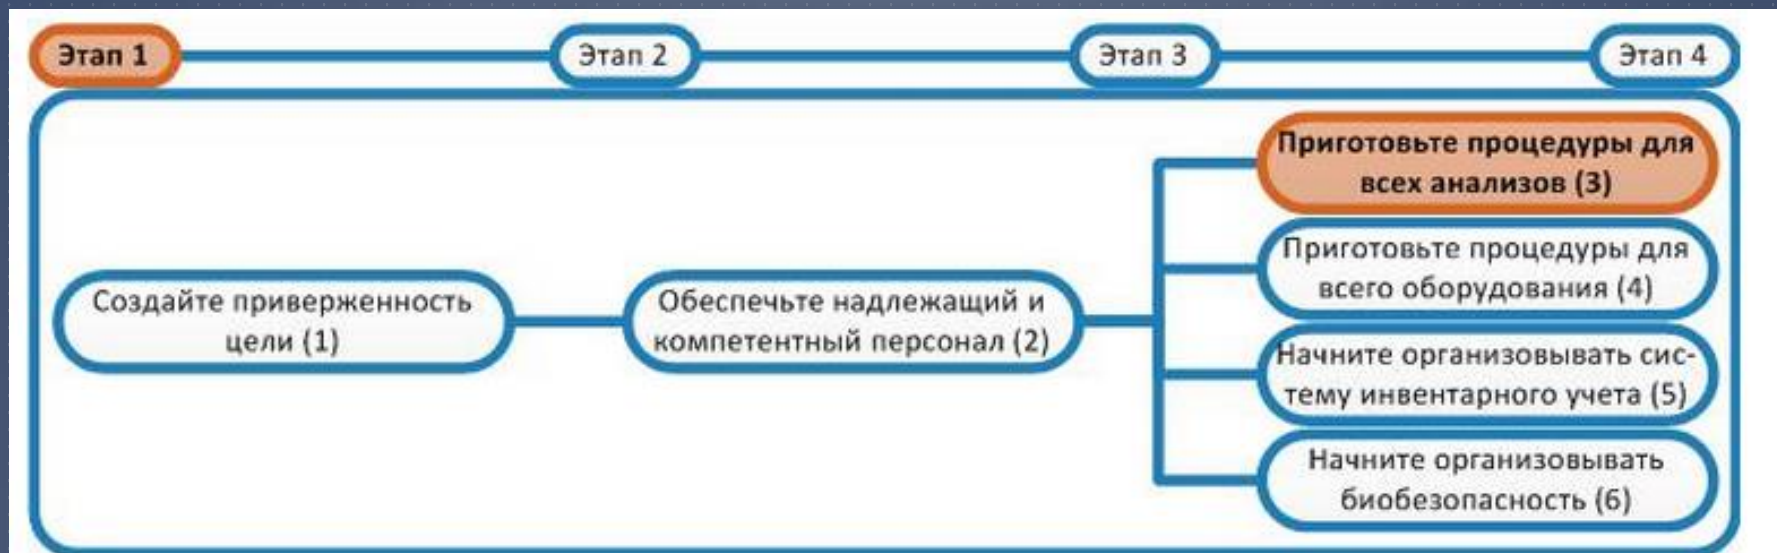 Этап 1
Этап 2
Этап 3
Этап 4
Создайте приверженность
цели (1)
Обеспечьте надлежащий и
компетентный персонал (2)
Приготовьте процедуры для
всех анализов (3)
Приготовьте процедуры для
всего оборудования (4)
Начните организовывать сис-
тему инвентарного учета (5)
Начните организовывать
биобезопасность (6)